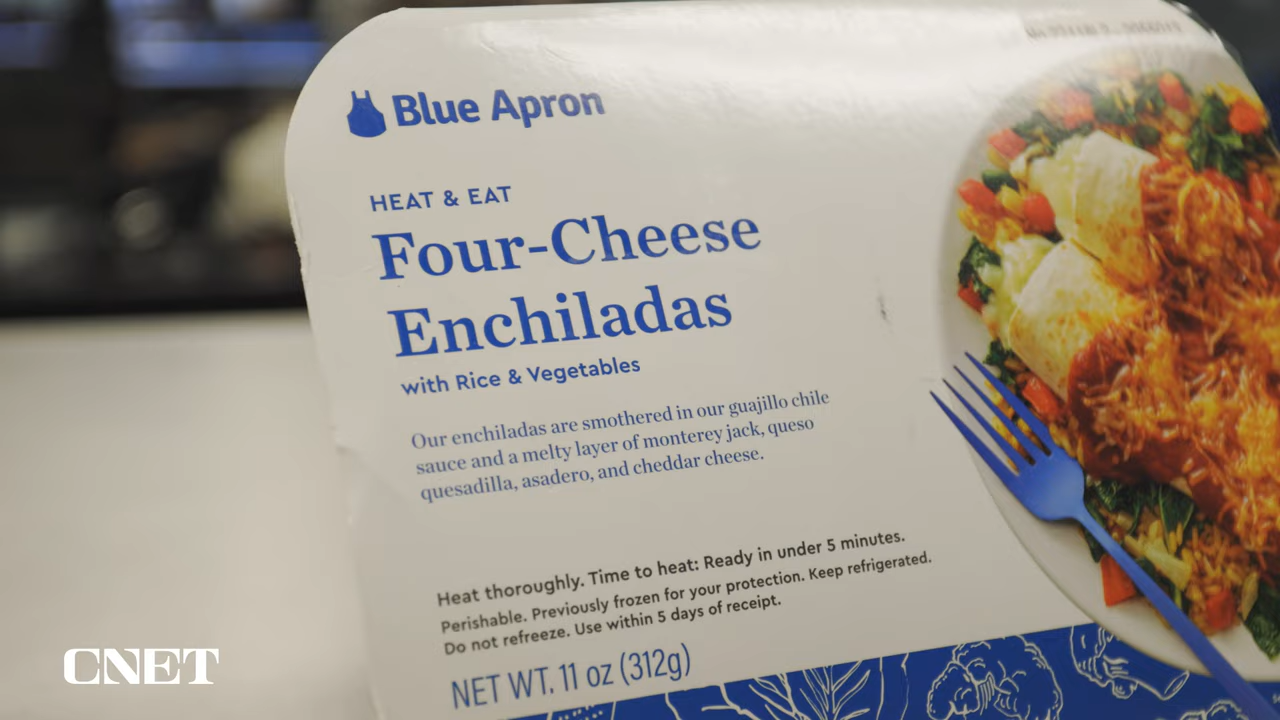 Blue Apron
HEAT & EAT
Four-Cheese
Enchiladas
with Rice & Vegetables
Our enchiladas are smothered in our guajillo chile
sauce and a melty layer of monterey jack, queso
quesadilla, asadero, and cheddar cheese.
Heat thoroughly. Time to heat: Ready in under 5 minutes.
Perishable. Previously frozen for your protection. Keep refrigerated.
Do not refreeze. Use within 5 days of receipt.
NET WT. 11 oz (312g)
CNET